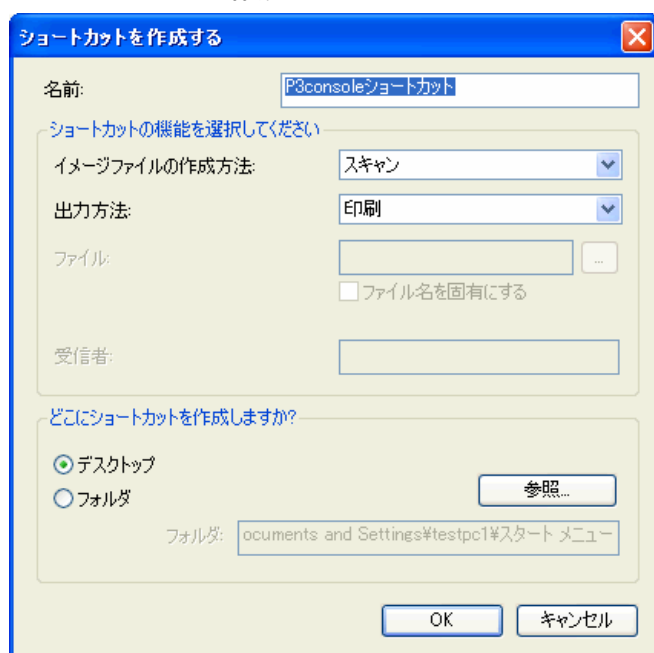 ショートカットを作成する
名前: P3consoleショートカット
ショートカットの機能を選択してください
イメージファイルの作成方法: スキャン
出力方法: 印刷
ファイル: ...
ファイル名を固有にする
受信者:
どこにショートカットを作成しますか?
デスクトップ
フォルダ 参照...
フォルダ: ocuments and Settings¥testpc1¥スタート メニュー
OK キャンセル